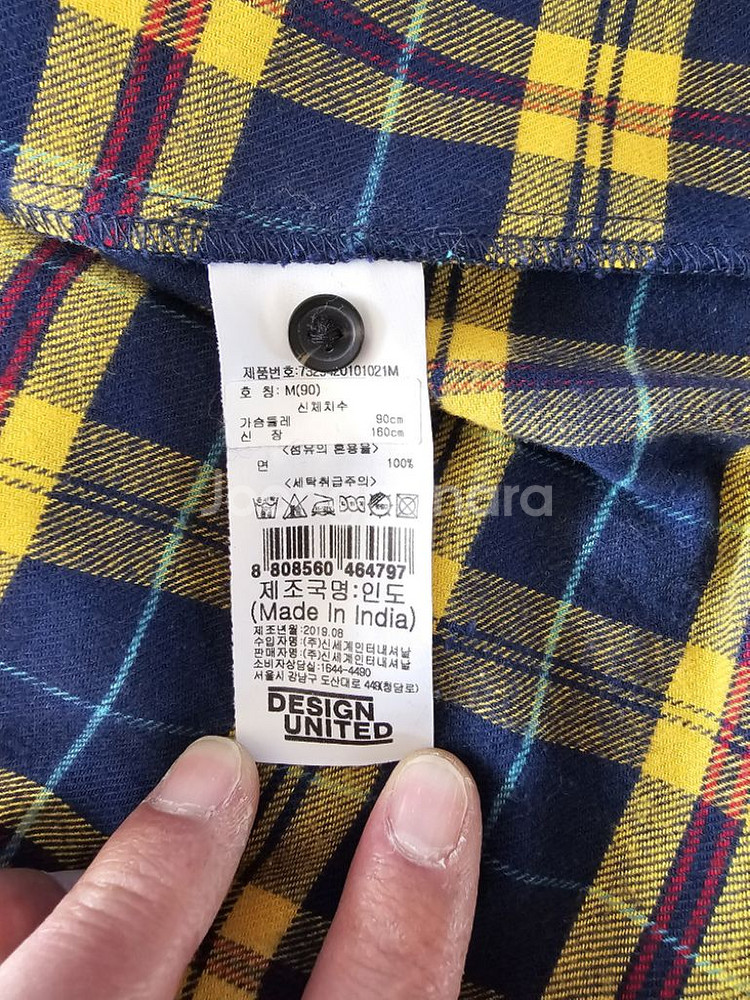 제품번호:7329420101021M
호 칭: M(90)
신체치수
가슴둘레 90cm
신 장 160cm
<섬유의 혼용율>
면 100%
<세탁취급주의>
8 808560 464797
제조국명:인도
(Made In India)
제조년월:2019.08
수입자명:(주)신세계인터내셔날
판매자명:(주)신세계인터내셔날
소비자상담실:1644-4490
서울시 강남구 도산대로 449(청담로)
DESIGN
UNITED